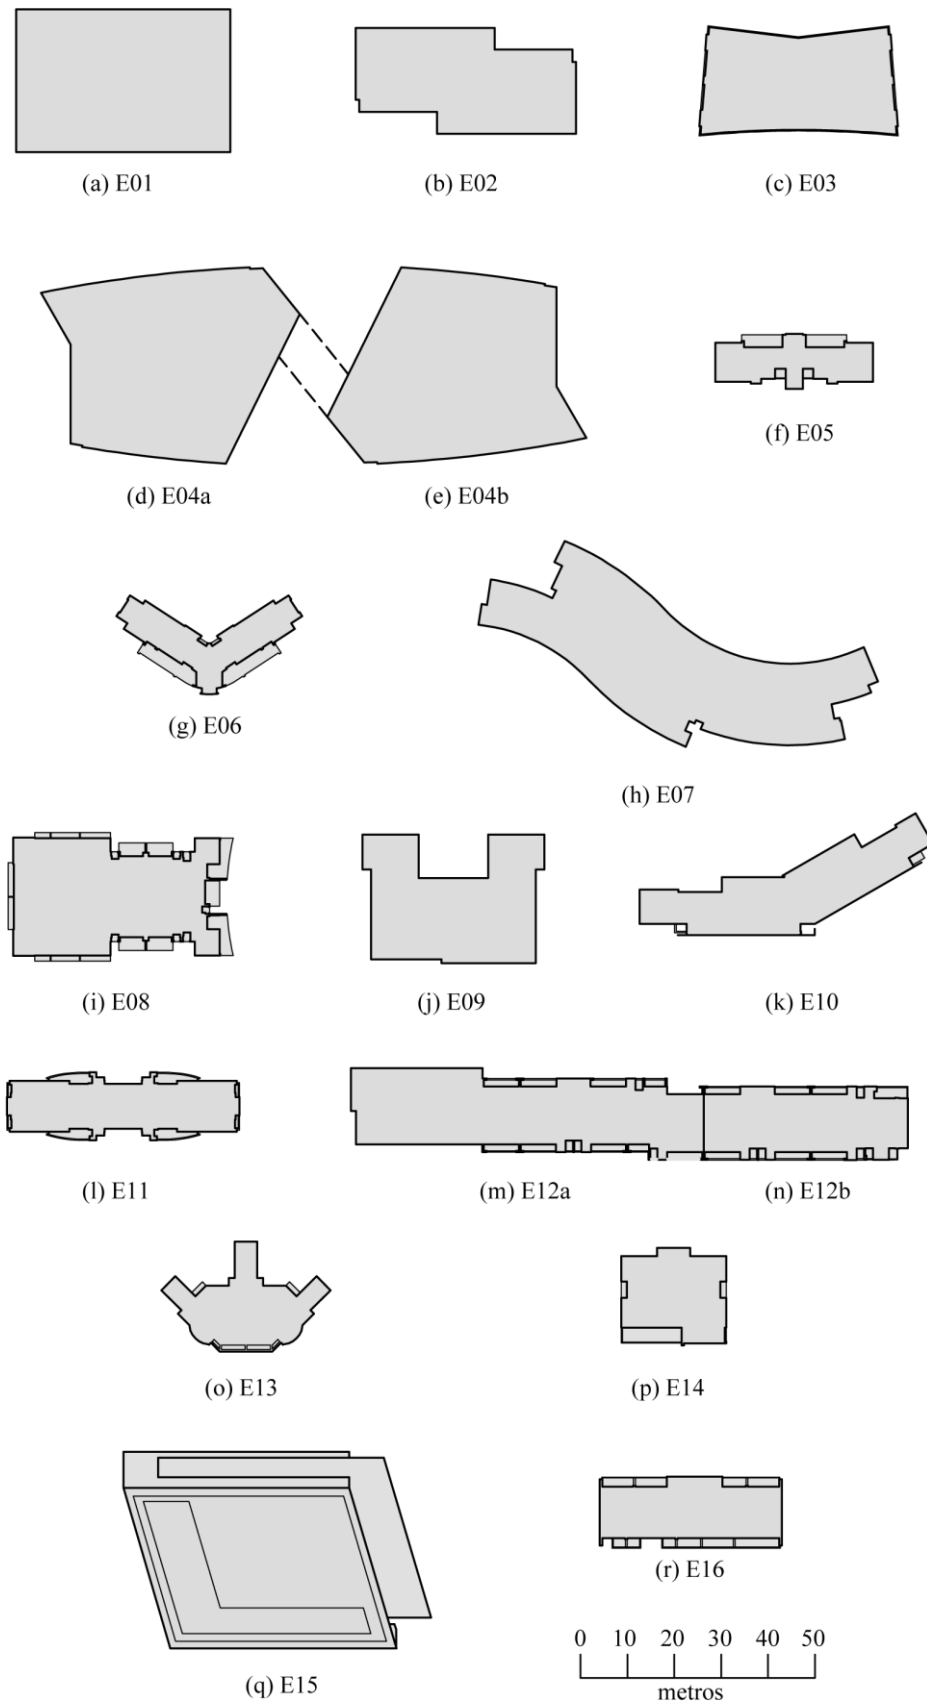 (a) E01
(b) E02
(c) E03
(d) E04a
(e) E04b
(f) E05
(g) E06
(h) E07
(i) E08
(j) E09
(k) E10
(l) E11
(m) E12a
(n) E12b
(o) E13
(p) E14
(q) E15
(r) E16
0 10 20 30 40 50
metros